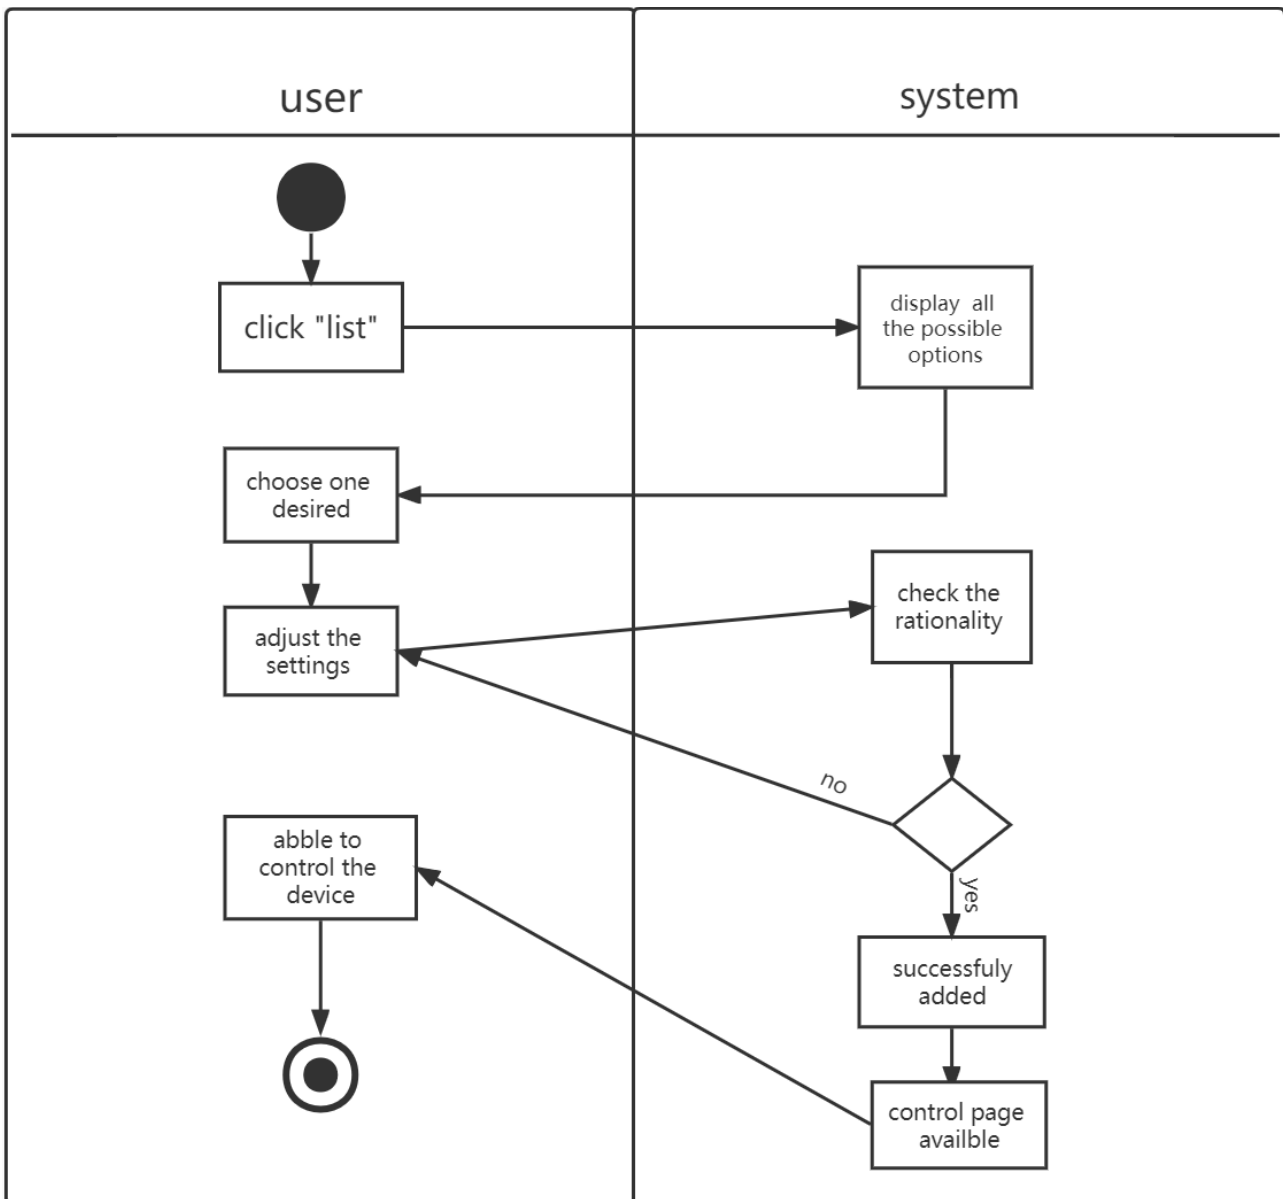 user
system
click "list"
display all
the possible
options
choose one
desired
check the
rationality
adjust the
settings
no
abble to
control the
device
yes
successfuly
added
control page
availble